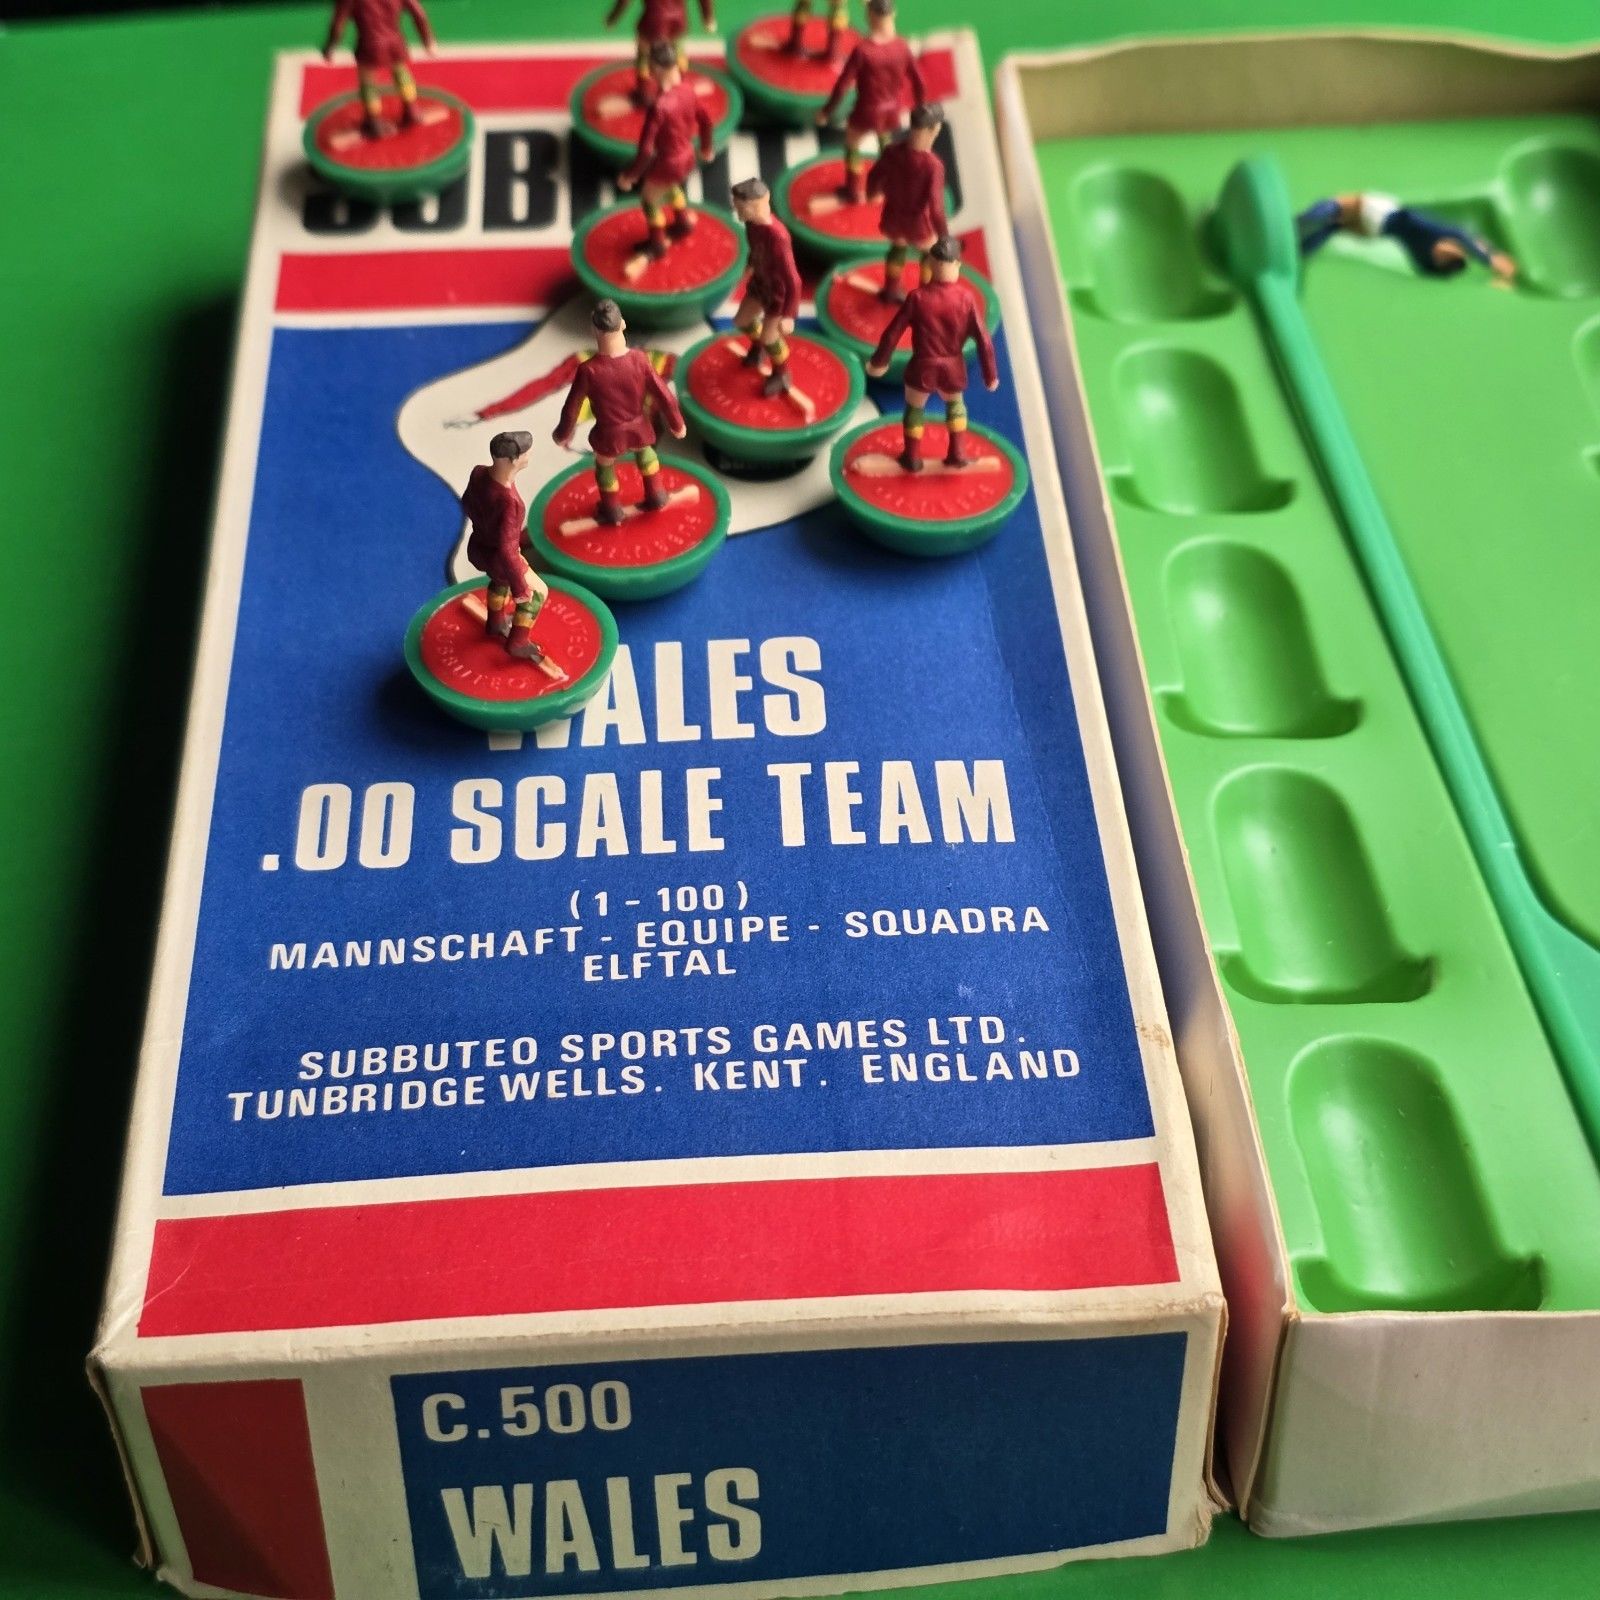 SUBBUTEO
WALES
.00 SCALE TEAM
(1-100)
MANNSCHAFT - EQUIPE - SQUADRA
ELFTAL
SUBBUTEO SPORTS GAMES LTD.
TUNBRIDGE WELLS. KENT. ENGLAND
C.500
WALES